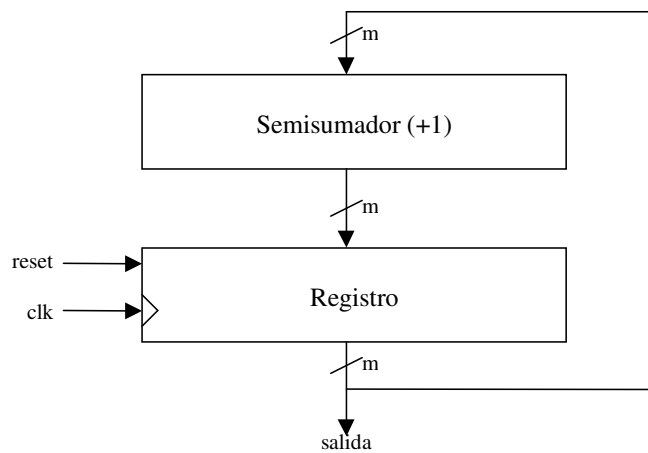 m
Semisumador (+1)
m
reset
Registro
clk
m
salida